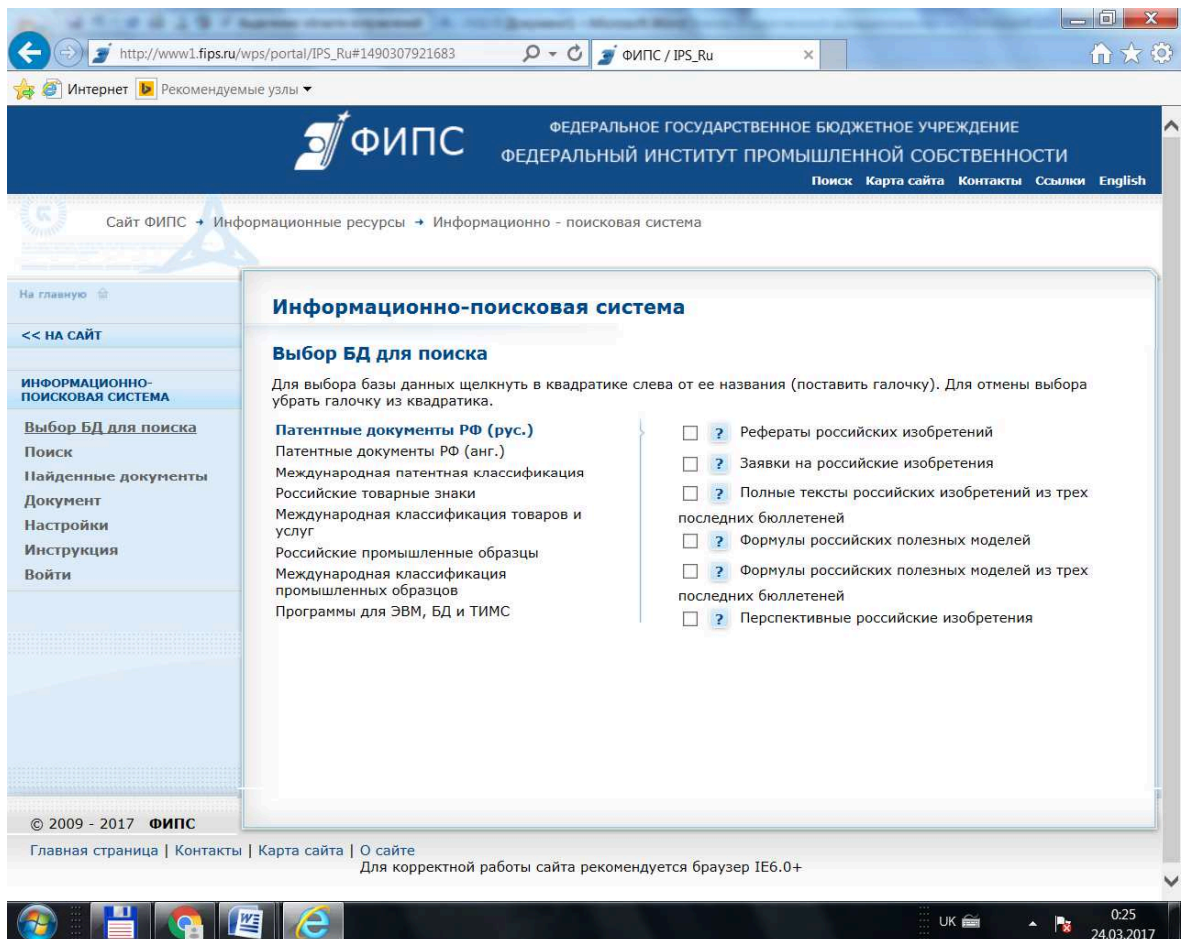 http://www1.fips.ru/wps/portal/IPS_Ru#1490307921683
ФИПС / IPS_Ru
Интернет Рекомендуемые узлы
ФИПС
ФЕДЕРАЛЬНОЕ ГОСУДАРСТВЕННОЕ БЮДЖЕТНОЕ УЧРЕЖДЕНИЕ
ФЕДЕРАЛЬНЫЙ ИНСТИТУТ ПРОМЫШЛЕННОЙ СОБСТВЕННОСТИ
Поиск Карта сайта Контакты Ссылки English
Сайт ФИПС → Информационные ресурсы → Информационно - поисковая система
На главную
<< НА САЙТ
ИНФОРМАЦИОННО-
ПОИСКОВАЯ СИСТЕМА
Выбор БД для поиска
Поиск
Найденные документы
Документ
Настройки
Инструкция
Войти
Информационно-поисковая система
Выбор БД для поиска
Для выбора базы данных щелкнуть в квадратике слева от ее названия (поставить галочку). Для отмены выбора
убрать галочку из квадратика.
Патентные документы РФ (рус.)
Патентные документы РФ (анг.)
Международная патентная классификация
Российские товарные знаки
Международная классификация товаров и
услуг
Российские промышленные образцы
Международная классификация
промышленных образцов
Программы для ЭВМ, БД и ТИМС
? Рефераты российских изобретений
? Заявки на российские изобретения
? Полные тексты российских изобретений из трех
последних бюллетеней
? Формулы российских полезных моделей
? Формулы российских полезных моделей из трех
последних бюллетеней
? Перспективные российские изобретения
© 2009 - 2017 ФИПС
Главная страница | Контакты | Карта сайта | О сайте
Для корректной работы сайта рекомендуется браузер IE6.0+
UK
0:25
24.03.2017